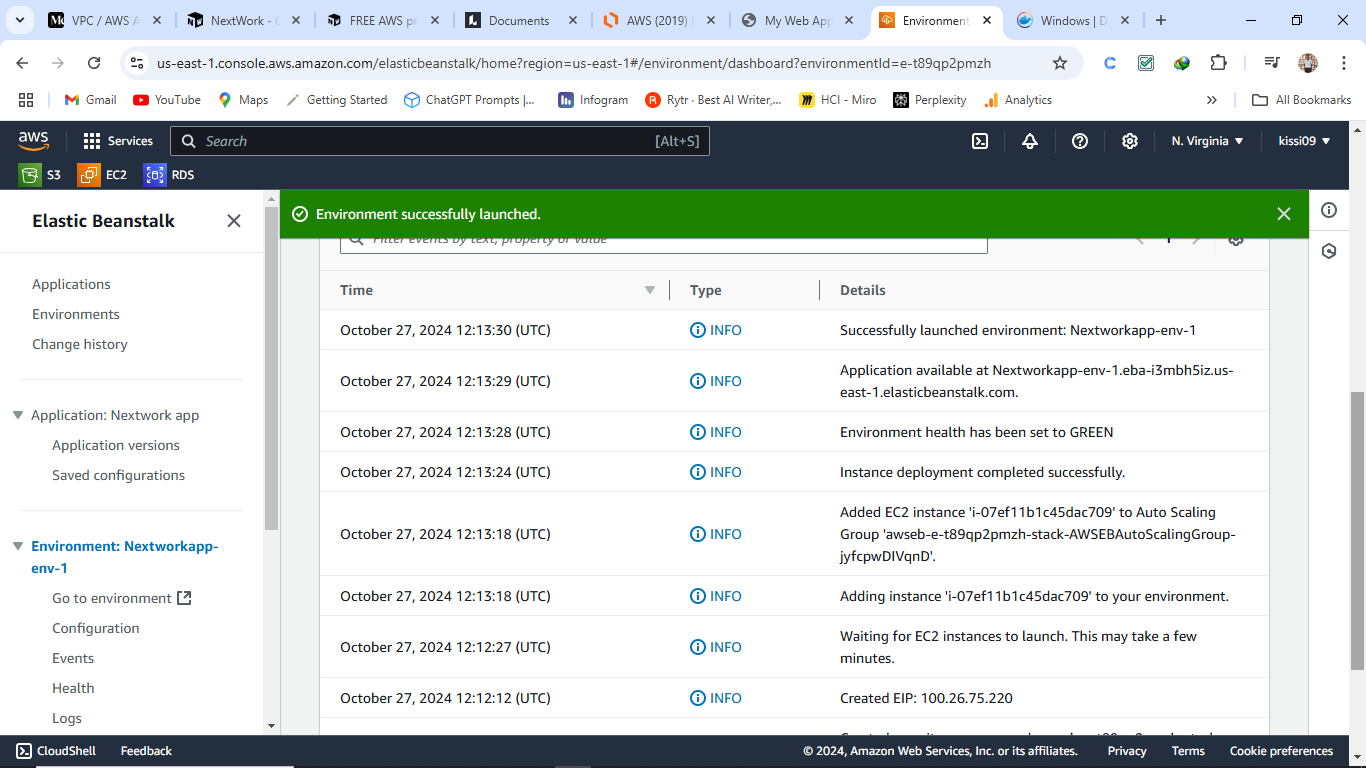 VPC / AWS A
NextWork - G
FREE AWS pr
Documents
AWS (2019) |
My Web App
Environment
Windows | D
us-east-1.console.aws.amazon.com/elasticbeanstalk/home?region=us-east-1#/environment/dashboard?environmentId=e-t89qp2pmzh
Gmail
YouTube
Maps
Getting Started
ChatGPT Prompts |...
Infogram
Rytr · Best AI Writer,...
HCI - Miro
Perplexity
Analytics
All Bookmarks
aws
Services
Search
[Alt+S]
N. Virginia
kissi09
S3
EC2
RDS
Elastic Beanstalk
Applications
Environments
Change history
Application: Nextwork app
Application versions
Saved configurations
Environment: Nextworkapp-
env-1
Go to environment
Configuration
Events
Health
Logs
Environment successfully launched.
Filter events by text, property or value
1
Time
Type
Details
October 27, 2024 12:13:30 (UTC)
INFO
Successfully launched environment: Nextworkapp-env-1
October 27, 2024 12:13:29 (UTC)
INFO
Application available at Nextworkapp-env-1.eba-i3mbh5iz.us-
east-1.elasticbeanstalk.com.
October 27, 2024 12:13:28 (UTC)
INFO
Environment health has been set to GREEN
October 27, 2024 12:13:24 (UTC)
INFO
Instance deployment completed successfully.
October 27, 2024 12:13:18 (UTC)
INFO
Added EC2 instance 'i-07ef11b1c45dac709' to Auto Scaling
Group 'awseb-e-t89qp2pmzh-stack-AWSEBAutoScalingGroup-
jyfcpwDIVqnD'.
October 27, 2024 12:13:18 (UTC)
INFO
Adding instance 'i-07ef11b1c45dac709' to your environment.
October 27, 2024 12:12:27 (UTC)
INFO
Waiting for EC2 instances to launch. This may take a few
minutes.
October 27, 2024 12:12:12 (UTC)
INFO
Created EIP: 100.26.75.220
CloudShell
Feedback
© 2024, Amazon Web Services, Inc. or its affiliates.
Privacy
Terms
Cookie preferences